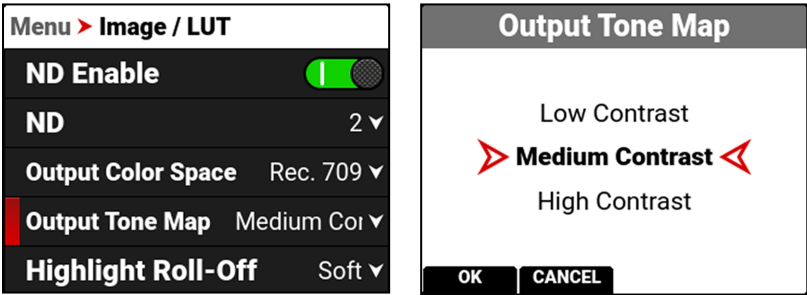 Menu > Image / LUT
ND Enable
ND 2
Output Color Space Rec. 709
Output Tone Map Medium Cor
Highlight Roll-Off Soft
Output Tone Map
Low Contrast
Medium Contrast
High Contrast
OK CANCEL